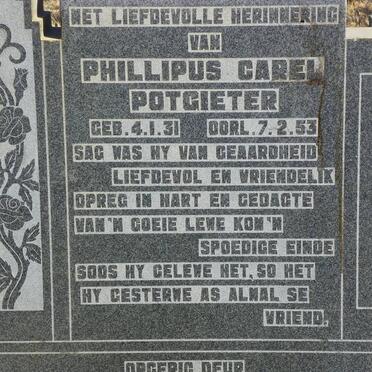 MET LIEFDEVOLLE HERINNERING
VAN
PHILLIPUS CAREL
POTGIETER
GEB.4.1.31 OORL.7.2.53
SAG WAS HY VAN GEAARDHEID
LIEFDEVOL EN VRIENDELIK
OPREG IN HART EN GEDAGTE
VAN'N GOEIE LEWE KOM'N
SPOEDIGE EINDE
SOOS HY GELEWE HET, SO HET
HY GESTERWE AS ALMAL SE
VRIEND.
OPGERIG DEUR